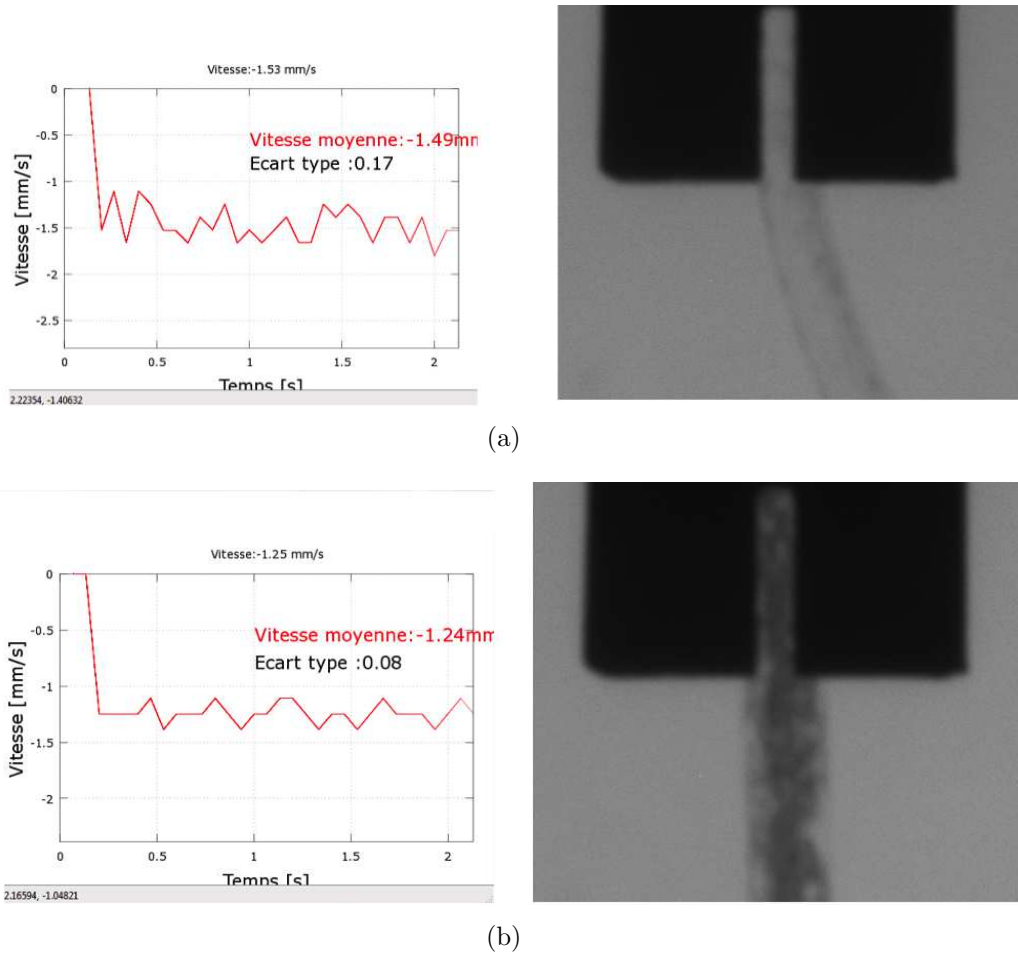 Vitesse:-1.53 mm/s
0
-0.5
-1
-1.5
-2
-2.5
Vitesse [mm/s]
Vitesse moyenne:-1.49mm
Ecart type :0.17
0 0.5 1 1.5 2
Temps [s]
2.22354, -1.40632
(a)
Vitesse:-1.25 mm/s
0
-0.5
-1
-1.5
-2
Vitesse [mm/s]
Vitesse moyenne:-1.24mm
Ecart type :0.08
0 0.5 1 1.5 2
Temps [s]
2.16594, -1.04821
(b)